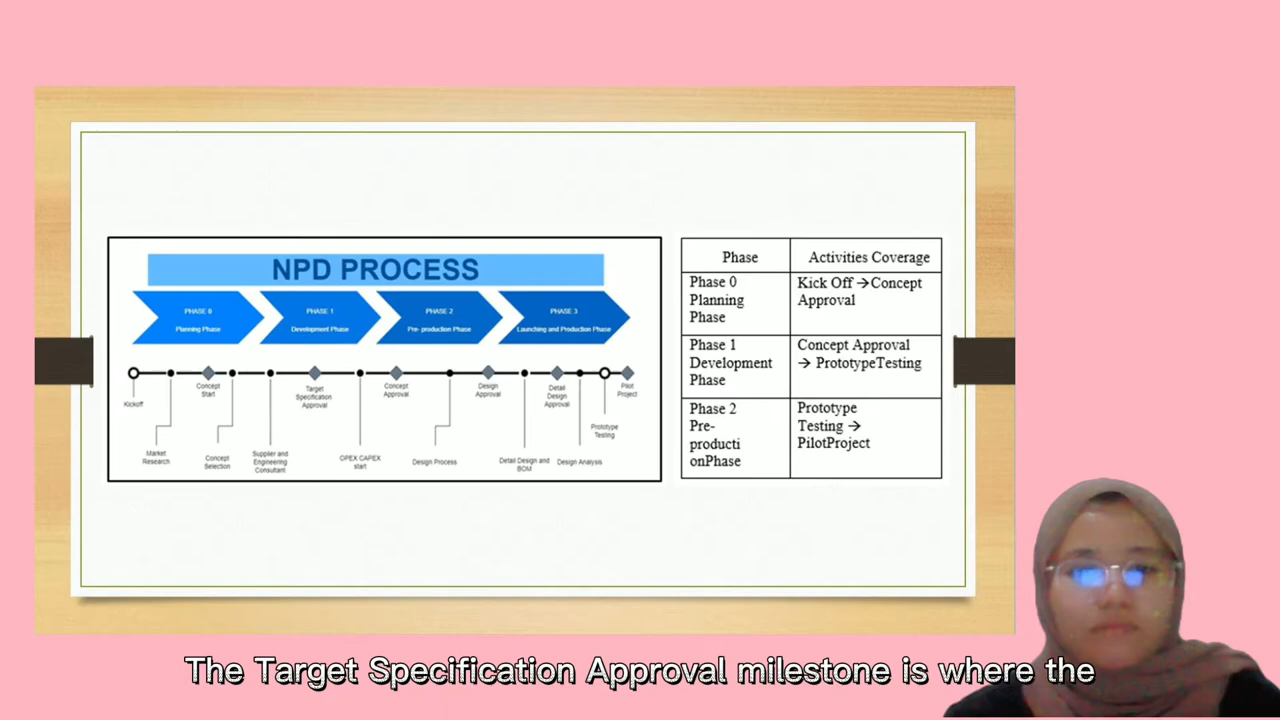 NPD PROCESS
PHASE 0
Planning Phase
PHASE 1
Development Phase
PHASE 2
Pre- production Phase
PHASE 3
Launching and Production Phase
Kickoff
Concept
Start
Target
Specification
Approval
Concept
Approval
Design
Approval
Detail
Design
Approval
Pilot
Project
Prototype
Testing
Market
Research
Concept
Selection
Supplier and
Engineering
Consultant
OPEX CAPEX
start
Design Process
Detail Design and
BOM
Design Analysis
Phase
Activities Coverage
Phase 0
Planning
Phase
Kick Off →Concept
Approval
Phase 1
Development
Phase
Concept Approval
→ PrototypeTesting
Phase 2
Pre-
producti
onPhase
Prototype
Testing →
PilotProject
The Target Specification Approval milestone is where the